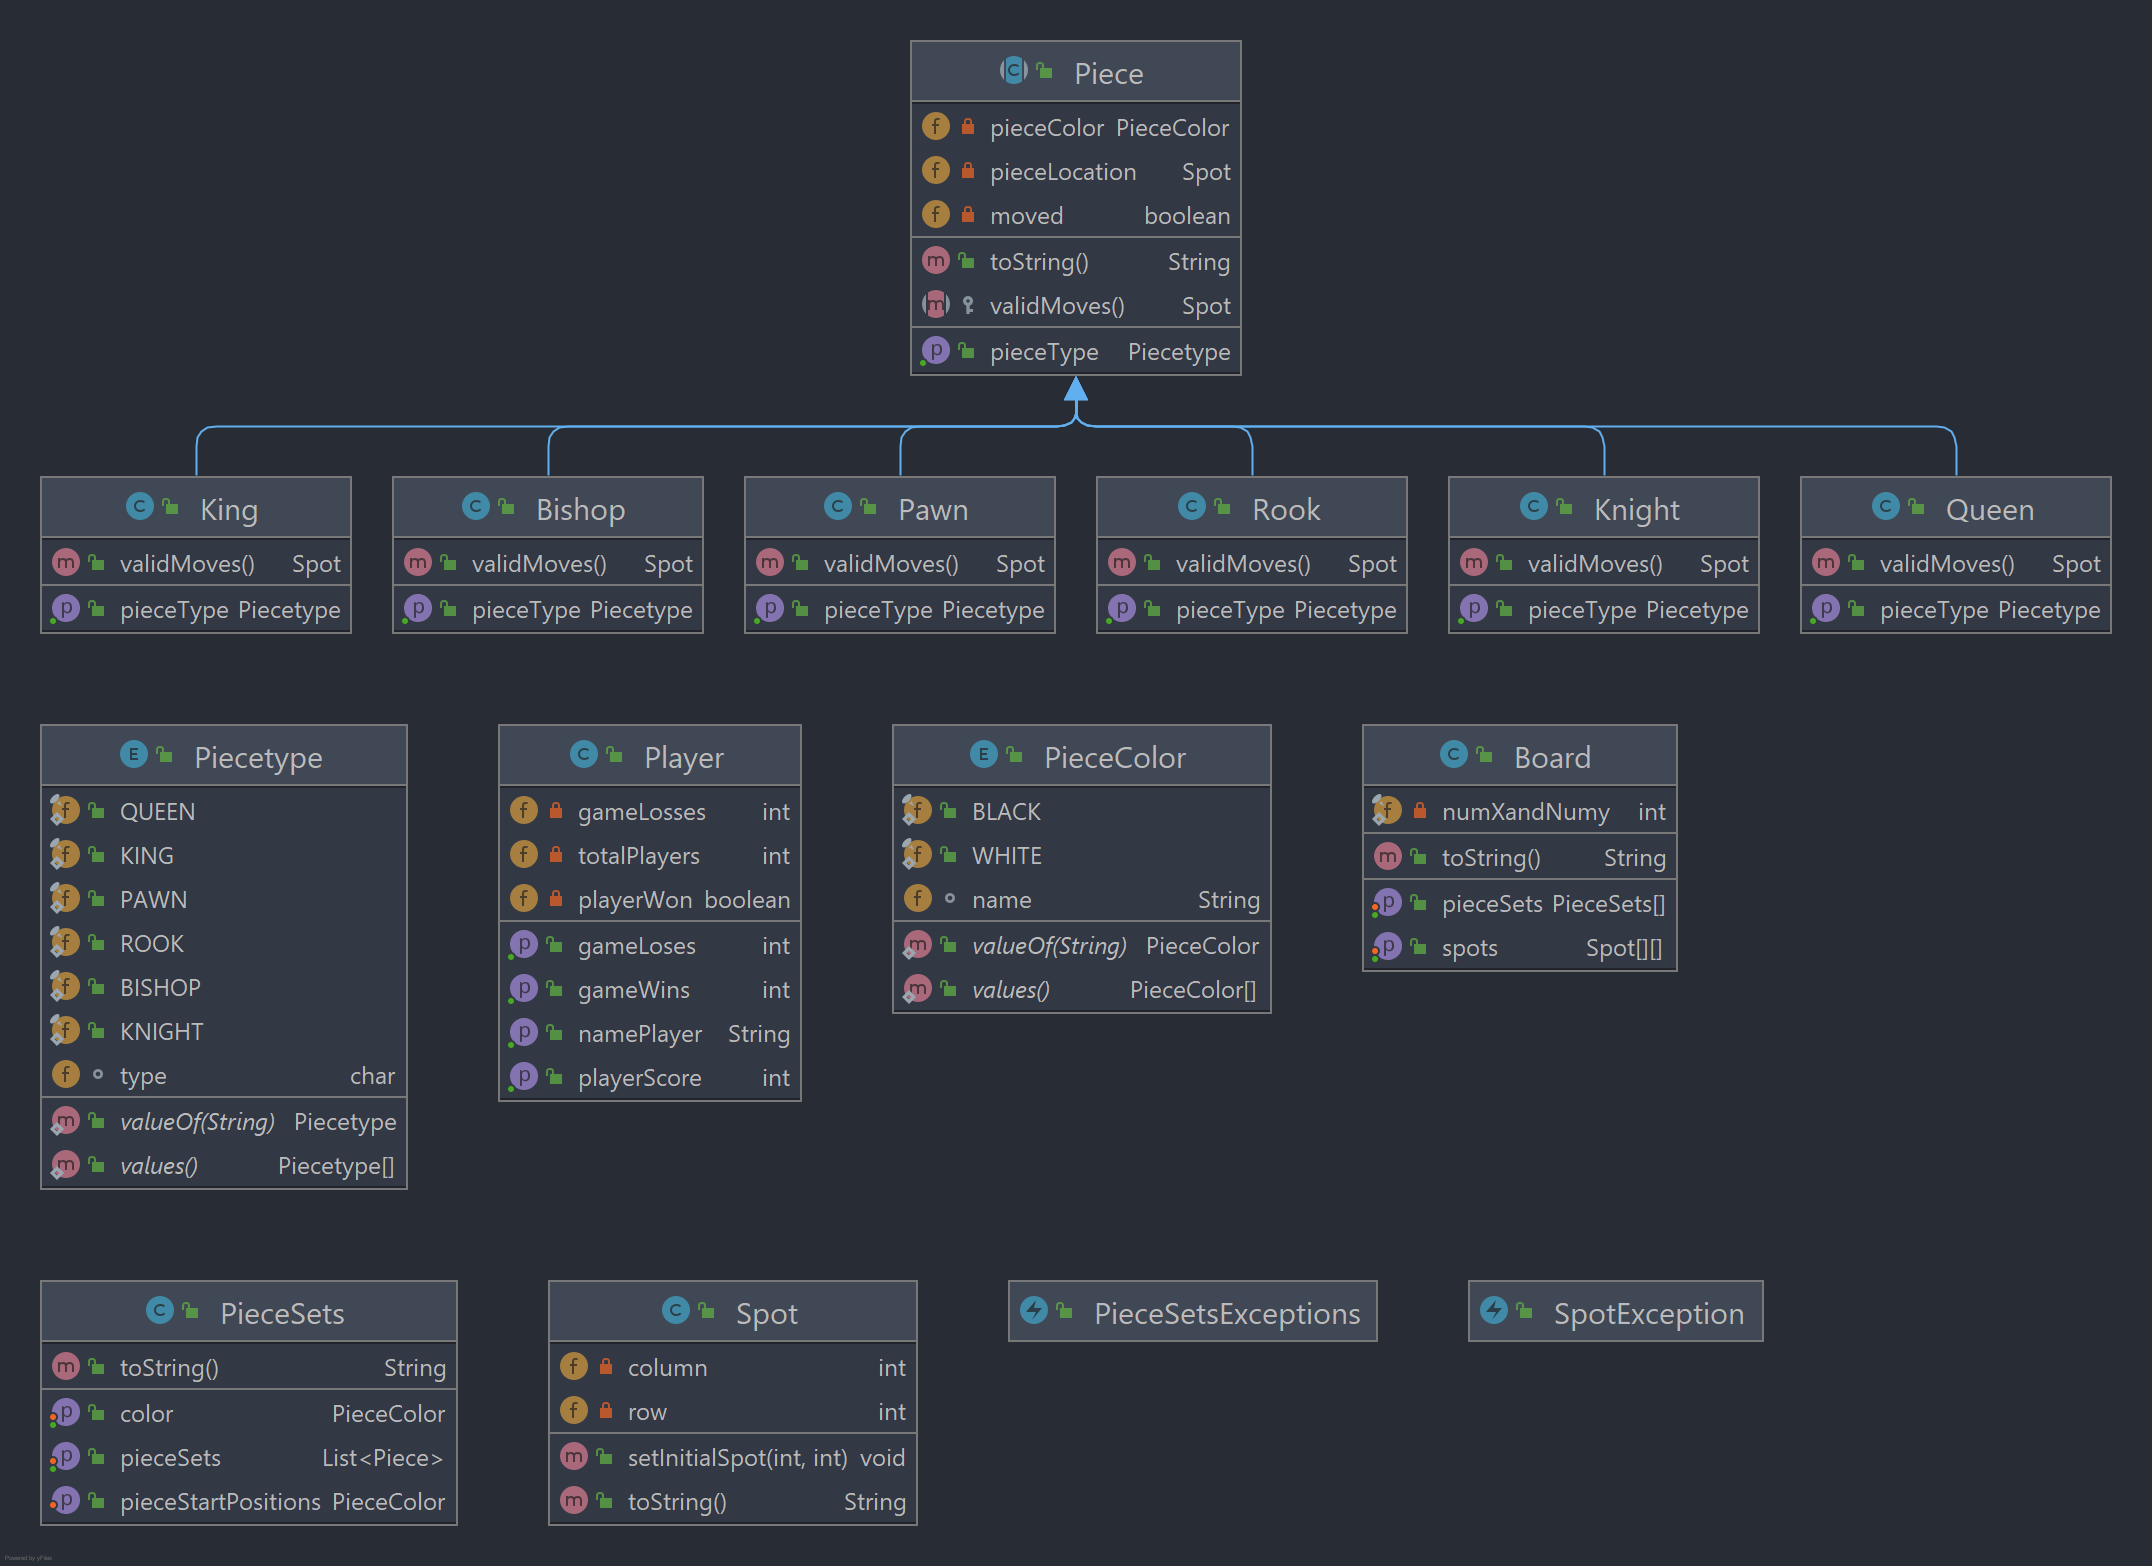 Piece
pieceColor PieceColor
pieceLocation Spot
moved boolean
toString() String
validMoves() Spot
pieceType Piecetype
King
validMoves() Spot
pieceType Piecetype
Bishop
validMoves() Spot
pieceType Piecetype
Pawn
validMoves() Spot
pieceType Piecetype
Rook
validMoves() Spot
pieceType Piecetype
Knight
validMoves() Spot
pieceType Piecetype
Queen
validMoves() Spot
pieceType Piecetype
Piecetype
QUEEN
KING
PAWN
ROOK
BISHOP
KNIGHT
type char
valueOf(String) Piecetype
values() Piecetype[]
Player
gameLosses int
totalPlayers int
playerWon boolean
gameLoses int
gameWins int
namePlayer String
playerScore int
PieceColor
BLACK
WHITE
name String
valueOf(String) PieceColor
values() PieceColor[]
Board
numXandNumy int
toString() String
pieceSets PieceSets[]
spots Spot[][]
PieceSets
toString() String
color PieceColor
pieceSets List<Piece>
pieceStartPositions PieceColor
Spot
column int
row int
setInitialSpot(int, int) void
toString() String
PieceSetsExceptions
SpotException
Powered by yFiles